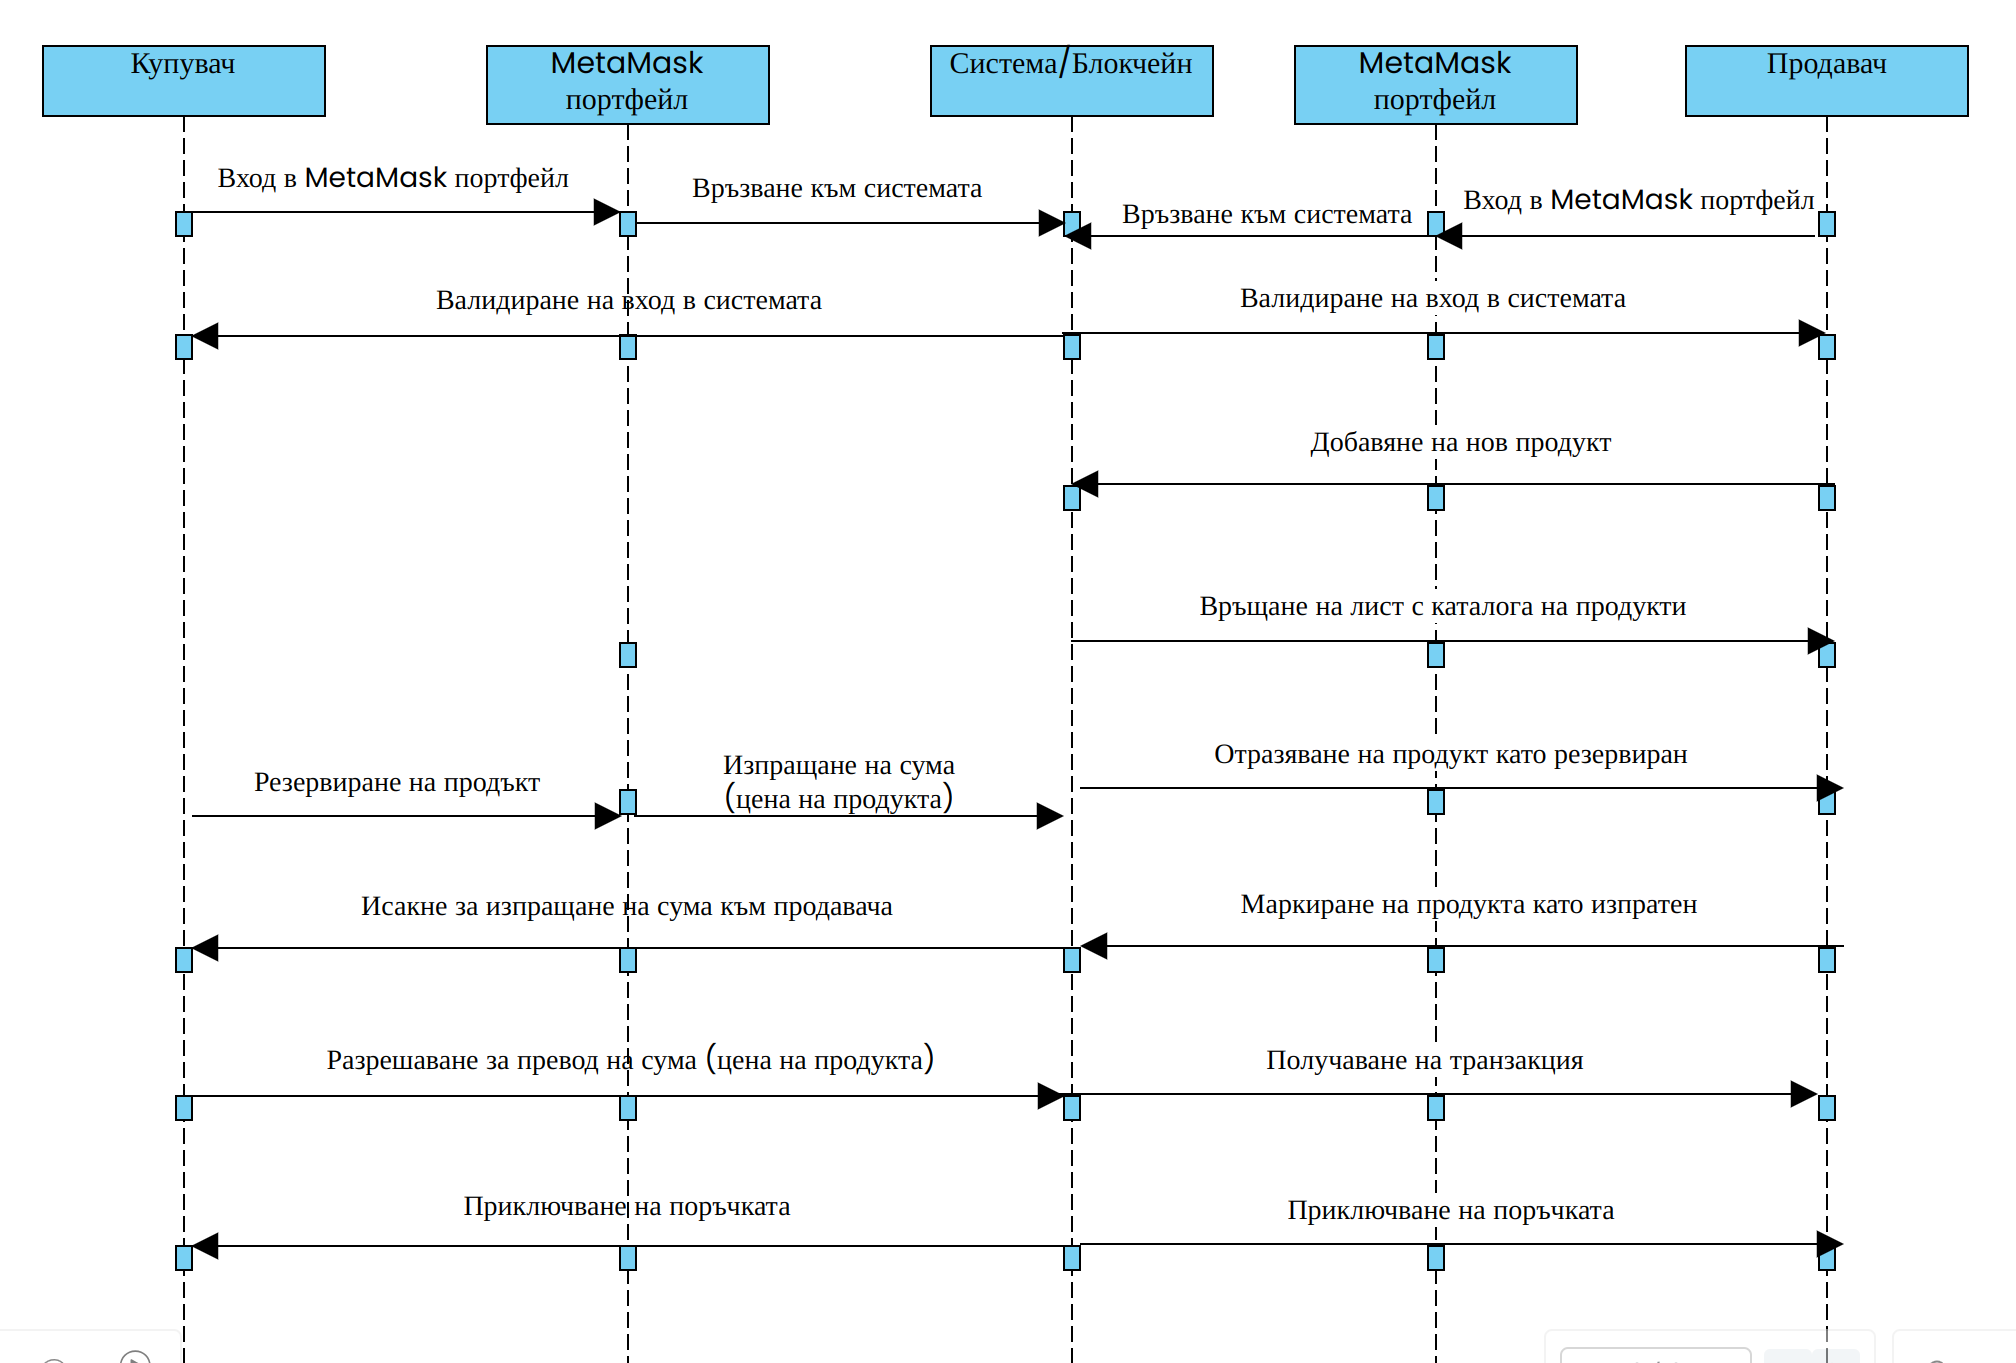 Купувач
MetaMask
портфейл
Система/Блокчейн
MetaMask
портфейл
Продавач
Вход в MetaMask портфейл
Връзване към системата
Връзване към системата
Вход в MetaMask портфейл
Валидиране на вход в системата
Валидиране на вход в системата
Добавяне на нов продукт
Връщане на лист с каталога на продукти
Резервиране на продъкт
Изпращане на сума
(цена на продукта)
Отразяване на продукт като резервиран
Исакне за изпращане на сума към продавача
Маркиране на продукта като изпратен
Разрешаване за превод на сума (цена на продукта)
Получаване на транзакция
Приключване на поръчката
Приключване на поръчката